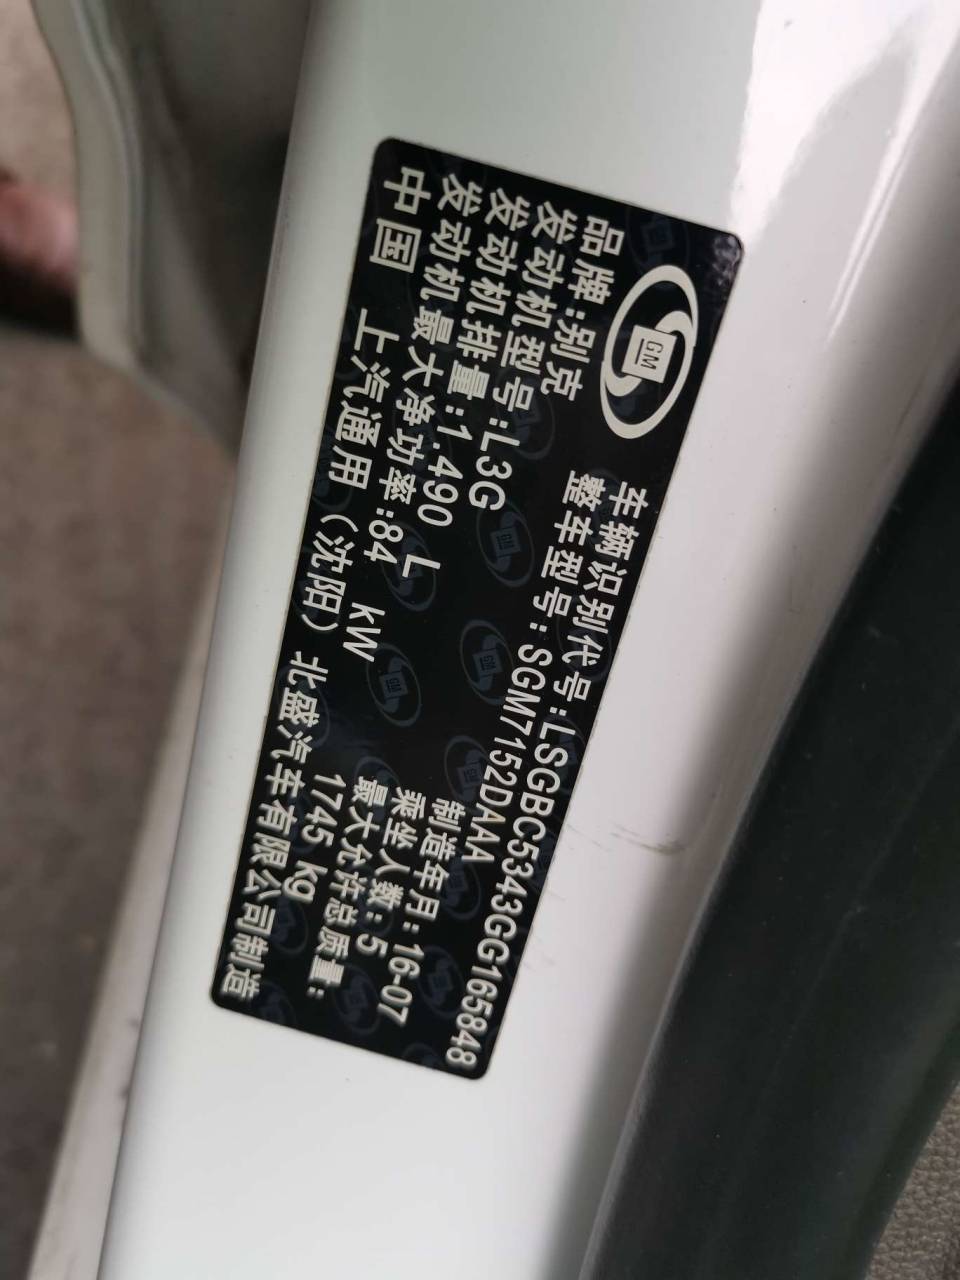 GM
车辆识别代号:LSGBC5343GG165848
品牌:别克
整车型号:SGM7152DAAA
发动机型号:L3G
制造年月:16-07
发动机排量:1.490 L
乘坐人数:5
发动机最大净功率:84 kW
最大允许总质量:
1745 kg
中国 上汽通用（沈阳）北盛汽车有限公司制造